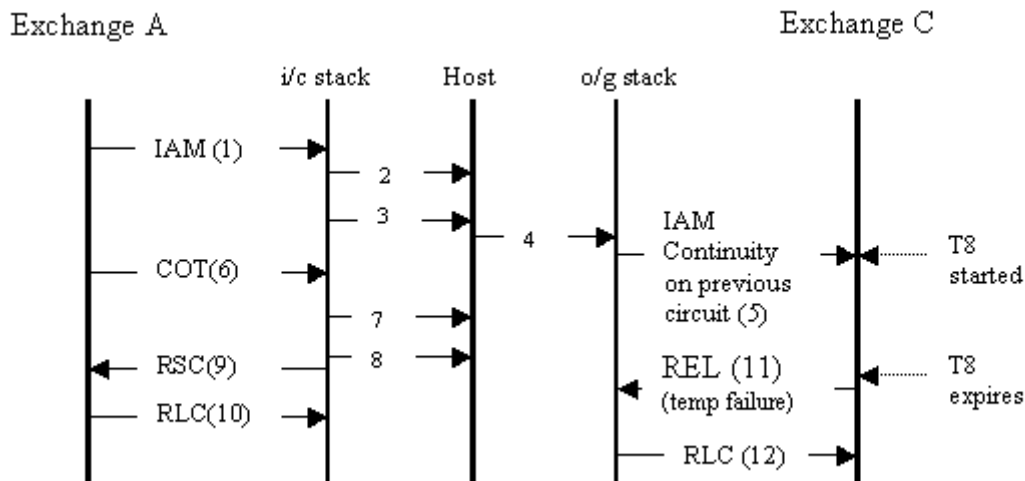 Exchange A
Exchange C
i/c stack
Host
o/g stack
IAM (1)
2
3
4
IAM
Continuity
on previous
circuit (5)
T8
started
COT(6)
7
8
RSC(9)
REL (11)
(temp failure)
T8
expires
RLC(10)
RLC (12)